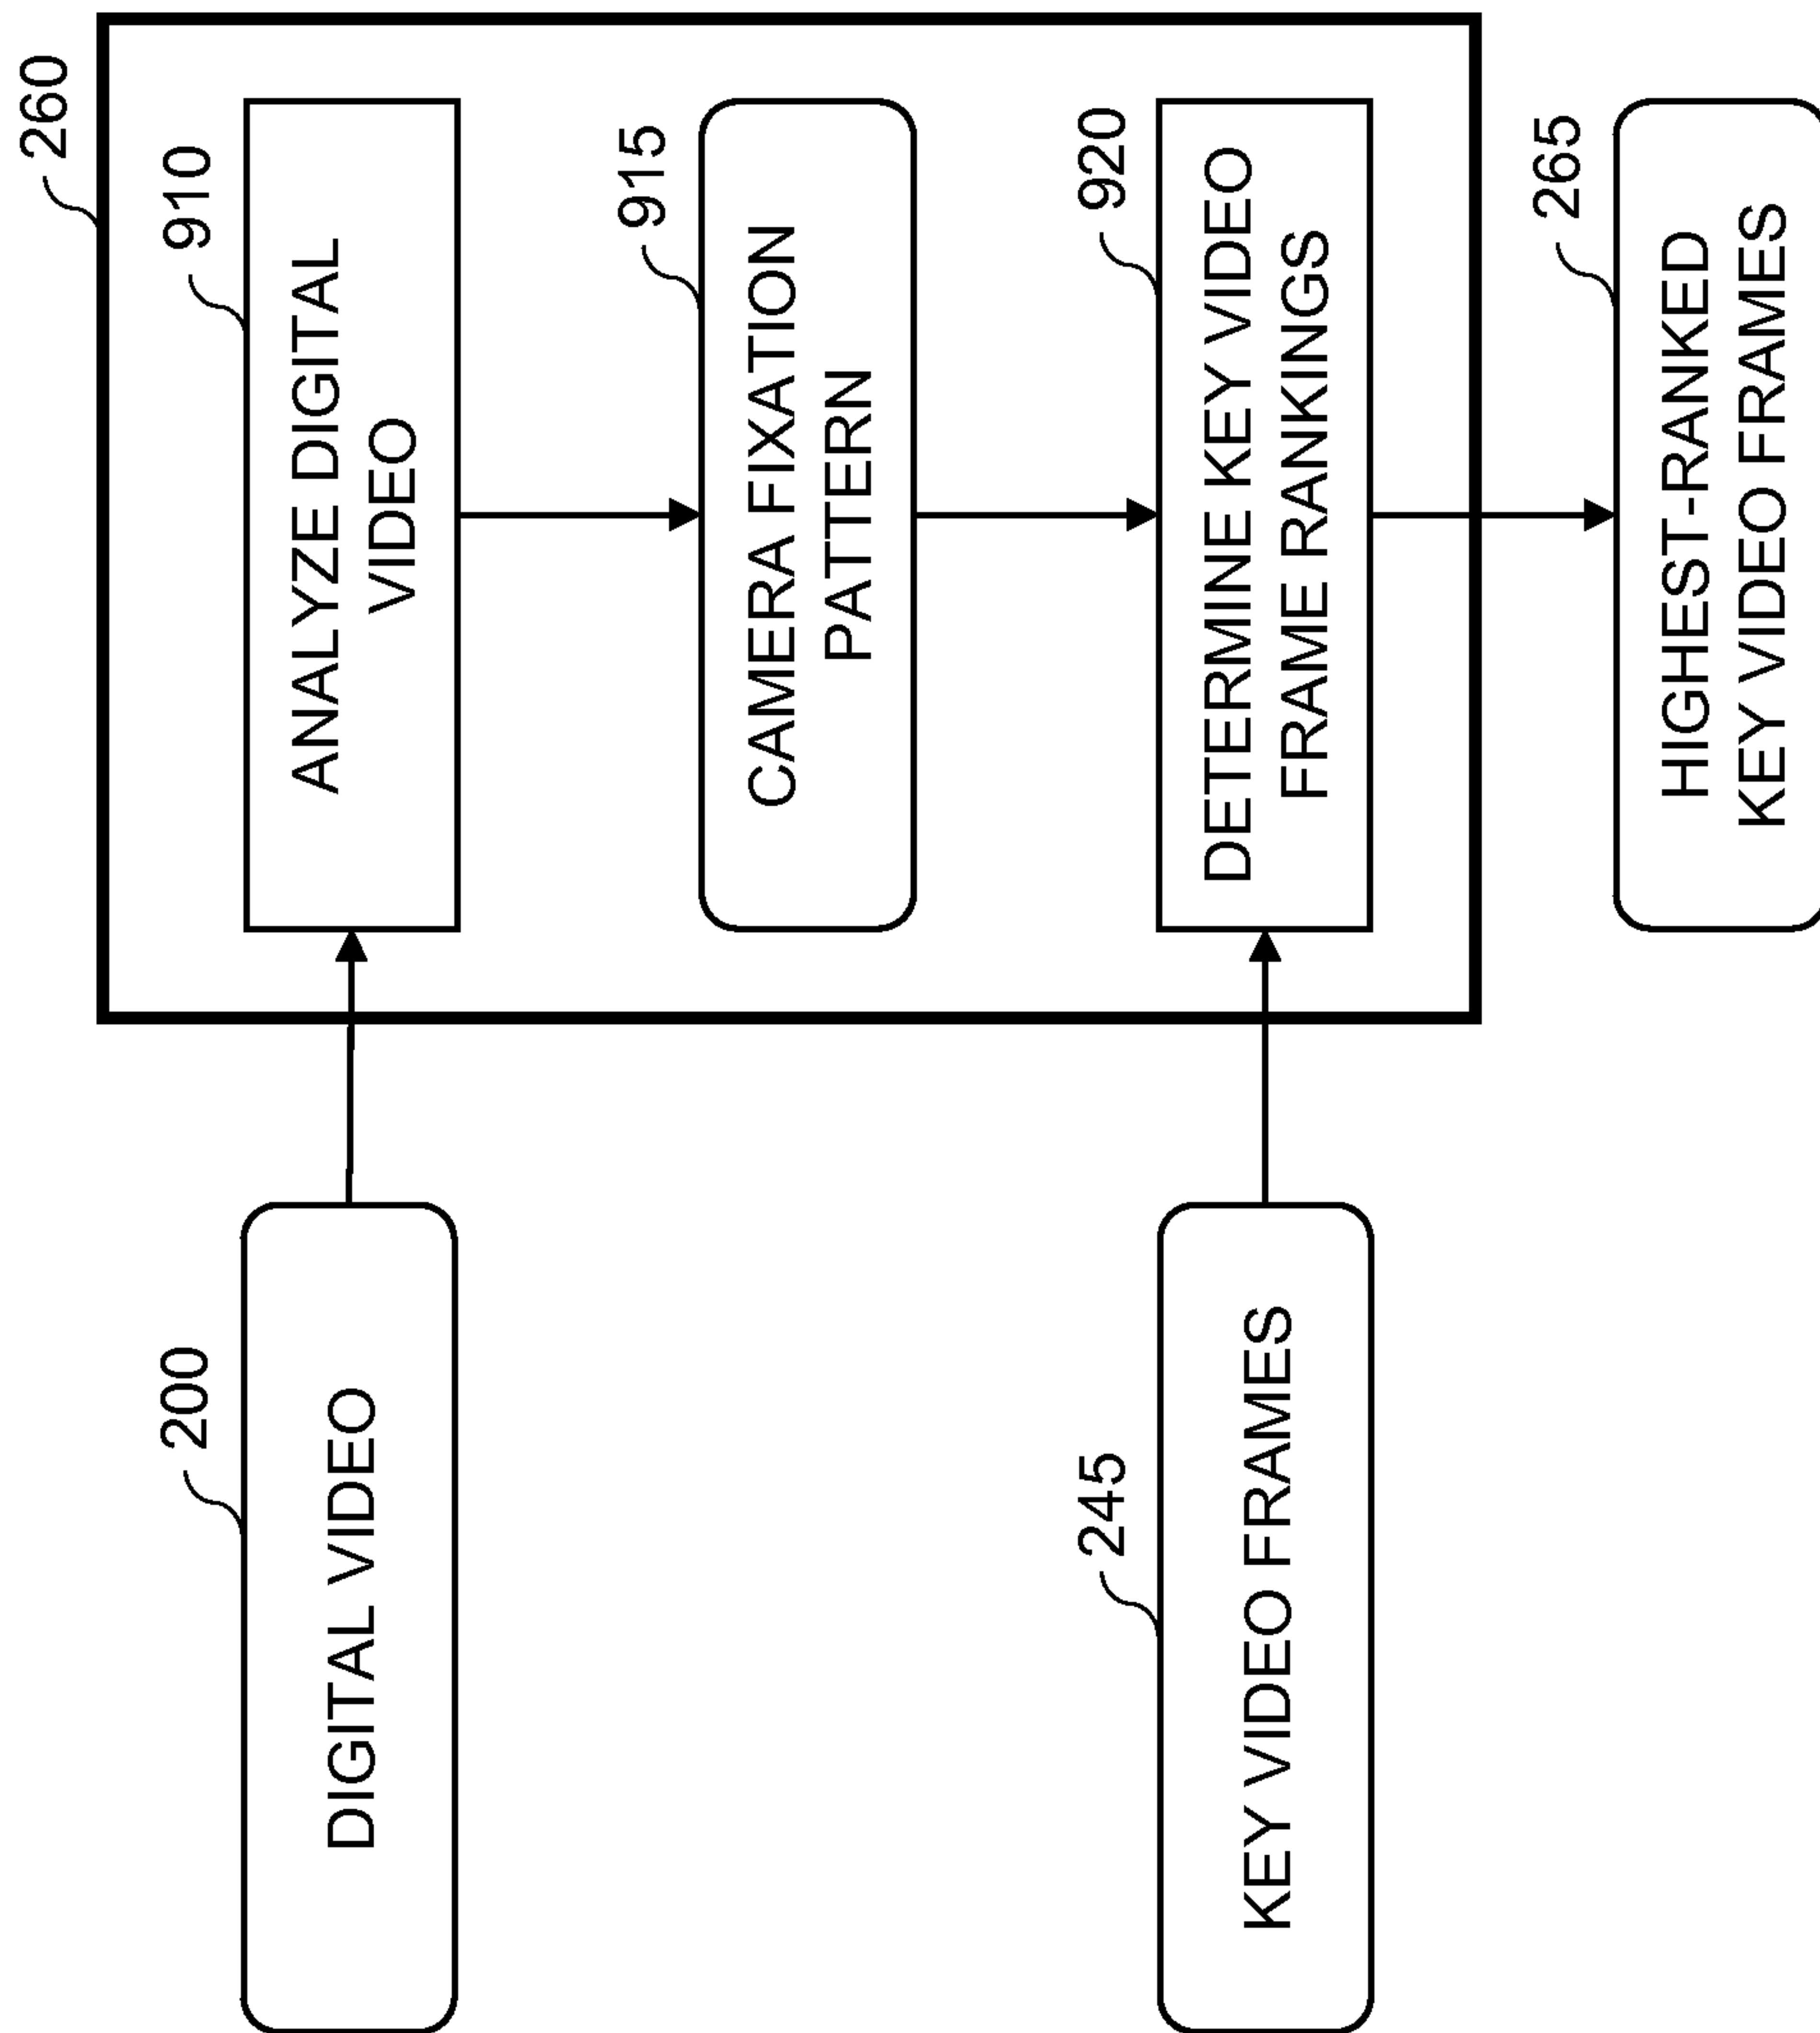 260
910
ANALYZE DIGITAL
VIDEO
200
DIGITAL VIDEO
915
CAMERA FIXATION
PATTERN
920
DETERMINE KEY VIDEO
FRAME RANKINGS
245
KEY VIDEO FRAMES
265
HIGHEST-RANKED
KEY VIDEO FRAMES